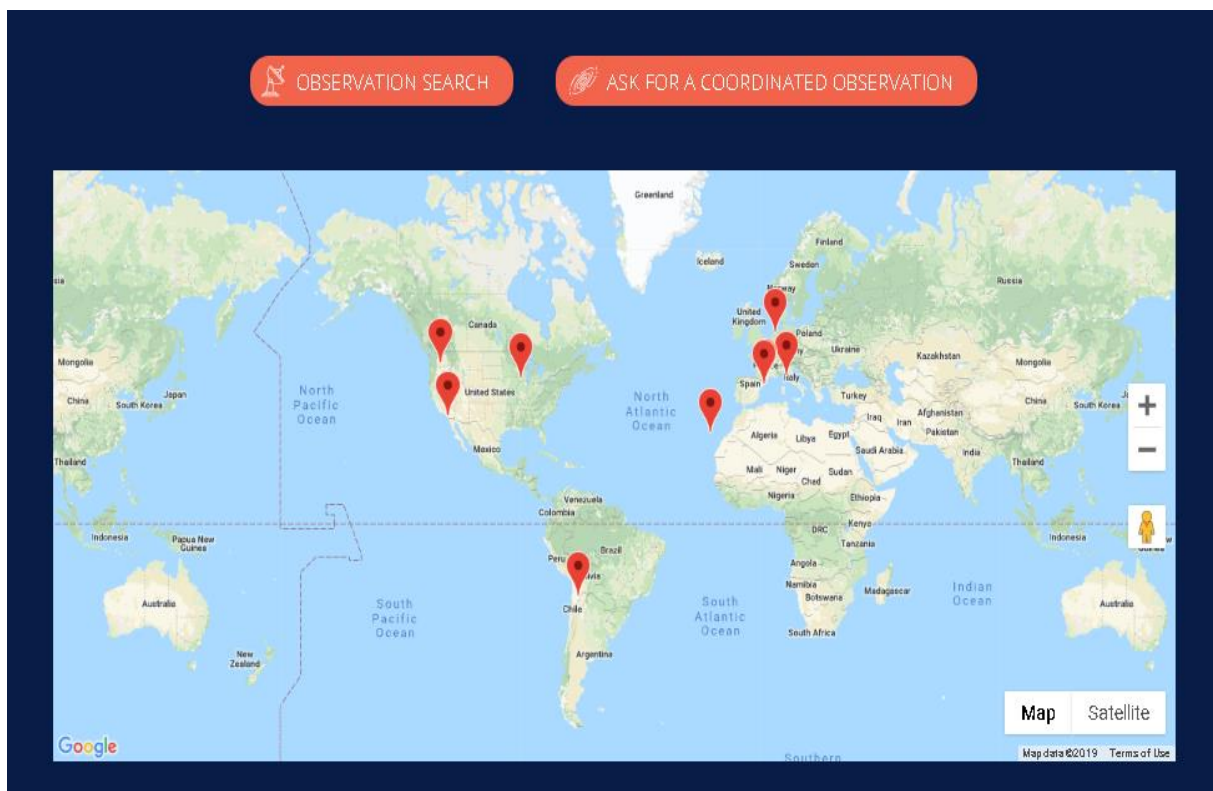 OBSERVATION SEARCH
ASK FOR A COORDINATED OBSERVATION
Greenland
Iceland
Finland
Sweden
Russia
Canada
United
Kingdom
Poland
Ukraine
Kazakhstan
Mongolia
Mongolia
North
Pacific
Ocean
United States
North
Atlantic
Ocean
Spain
Italy
Turkey
China
Japan
South Korea
China
South Korea
Iraq
Iran
Afghanistan
Pakistan
Algeria
Libya
Egypt
Saudi Arabia
India
Mexico
Thailand
Mali
Niger
Chad
Sudan
Thailand
Nigeria
Ethiopia
Venezuela
Colombia
DRC
Kenya
Tanzania
Indonesia
Papua New
Guinea
Indonesia
Peru
Brazil
Angola
Namibia
Botswana
Madagascar
Indian
Ocean
Australia
South
Pacific
Ocean
Chile
South
Atlantic
Ocean
Australia
South Africa
New
Zealand
Argentina
Map
Satellite
Google
Southern
Map data ©2019
Terms of Use